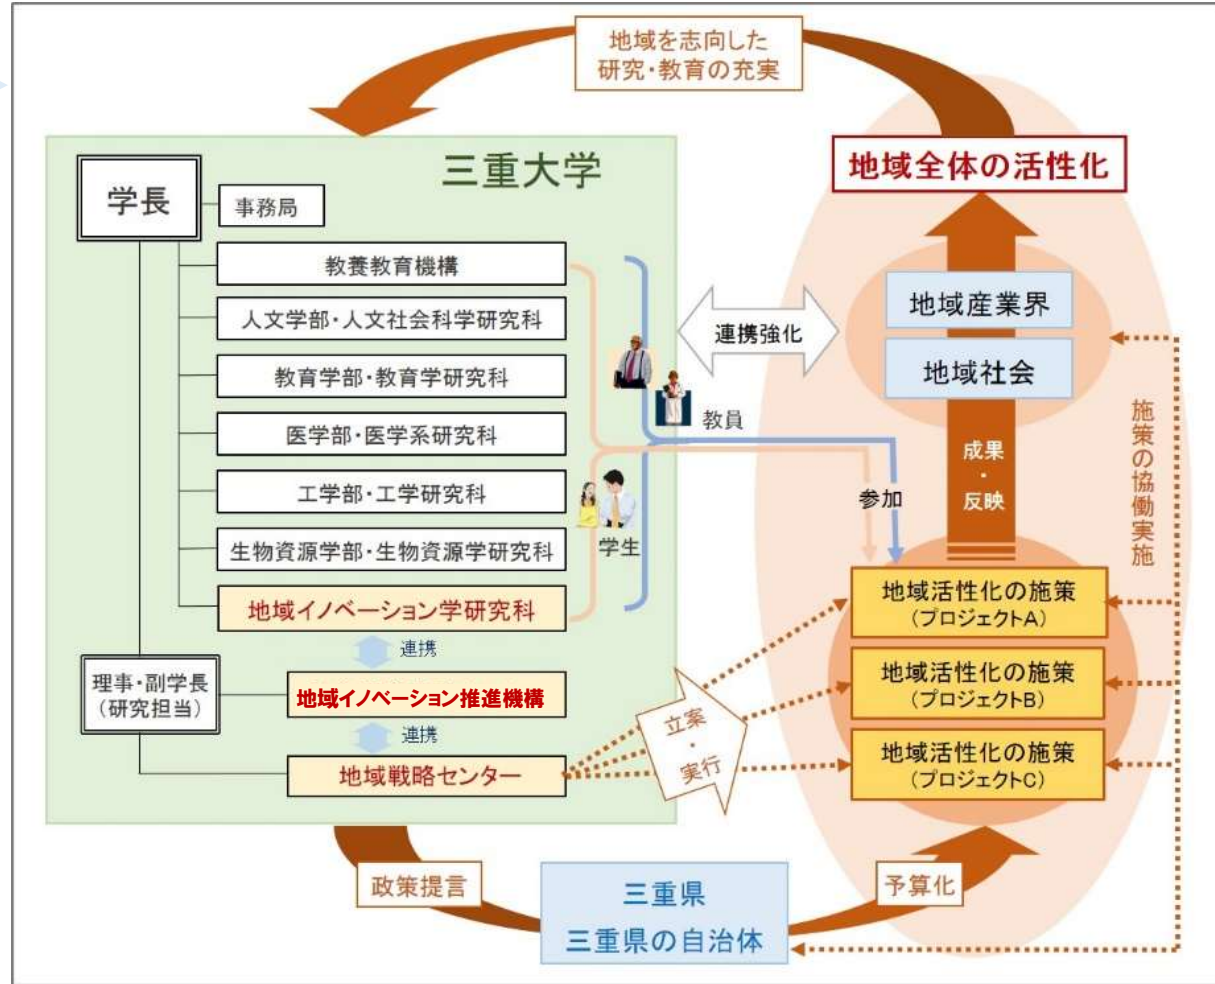 地域を志向した
研究・教育の充実
三重大学
学長
事務局
教養教育機構
人文学部・人文社会科学研究科
教育学部・教育学研究科
医学部・医学系研究科
工学部・工学研究科
生物資源学部・生物資源学研究科
地域イノベーション学研究科
連携
理事・副学長
(研究担当)
地域イノベーション推進機構
連携
地域戦略センター
教員
学生
連携強化
参加
立案
・
実行
地域全体の活性化
地域産業界
地域社会
成果
・
反映
施策の協働実施
地域活性化の施策
(プロジェクトA)
地域活性化の施策
(プロジェクトB)
地域活性化の施策
(プロジェクトC)
政策提言
三重県
三重県の自治体
予算化